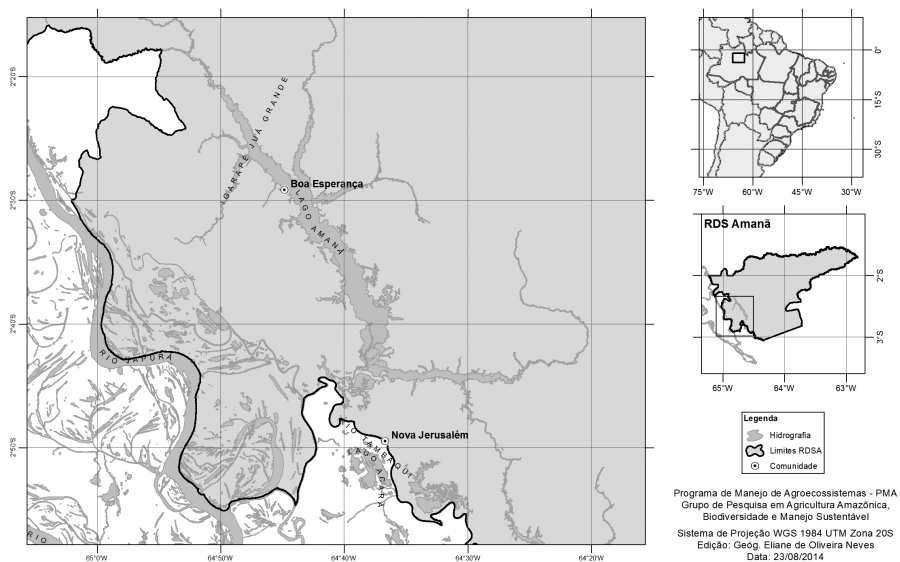 2°20'S
2°30'S
2°40'S
2°50'S
65°0'W
64°50'W
64°40'W
64°30'W
64°20'W
IGARAPÉ JUÁ GRANDE
Boa Esperança
LAGO AMANÃ
RIO JAPURÁ
Nova Jerusalém
TAMBAQUI
LAGO ACARÁ
RIO
0°
15°S
30°S
75°W
60°W
45°W
30°W
RDS Amanã
2°S
3°S
65°W
64°W
63°W
Legenda
Hidrografia
Limites RDSA
Comunidade
Programa de Manejo de Agroecossistemas - PMA
Grupo de Pesquisa em Agricultura Amazônica,
Biodiversidade e Manejo Sustentável
Sistema de Projeção WGS 1984 UTM Zona 20S
Edição: Geóg. Eliane de Oliveira Neves
Data: 23/08/2014